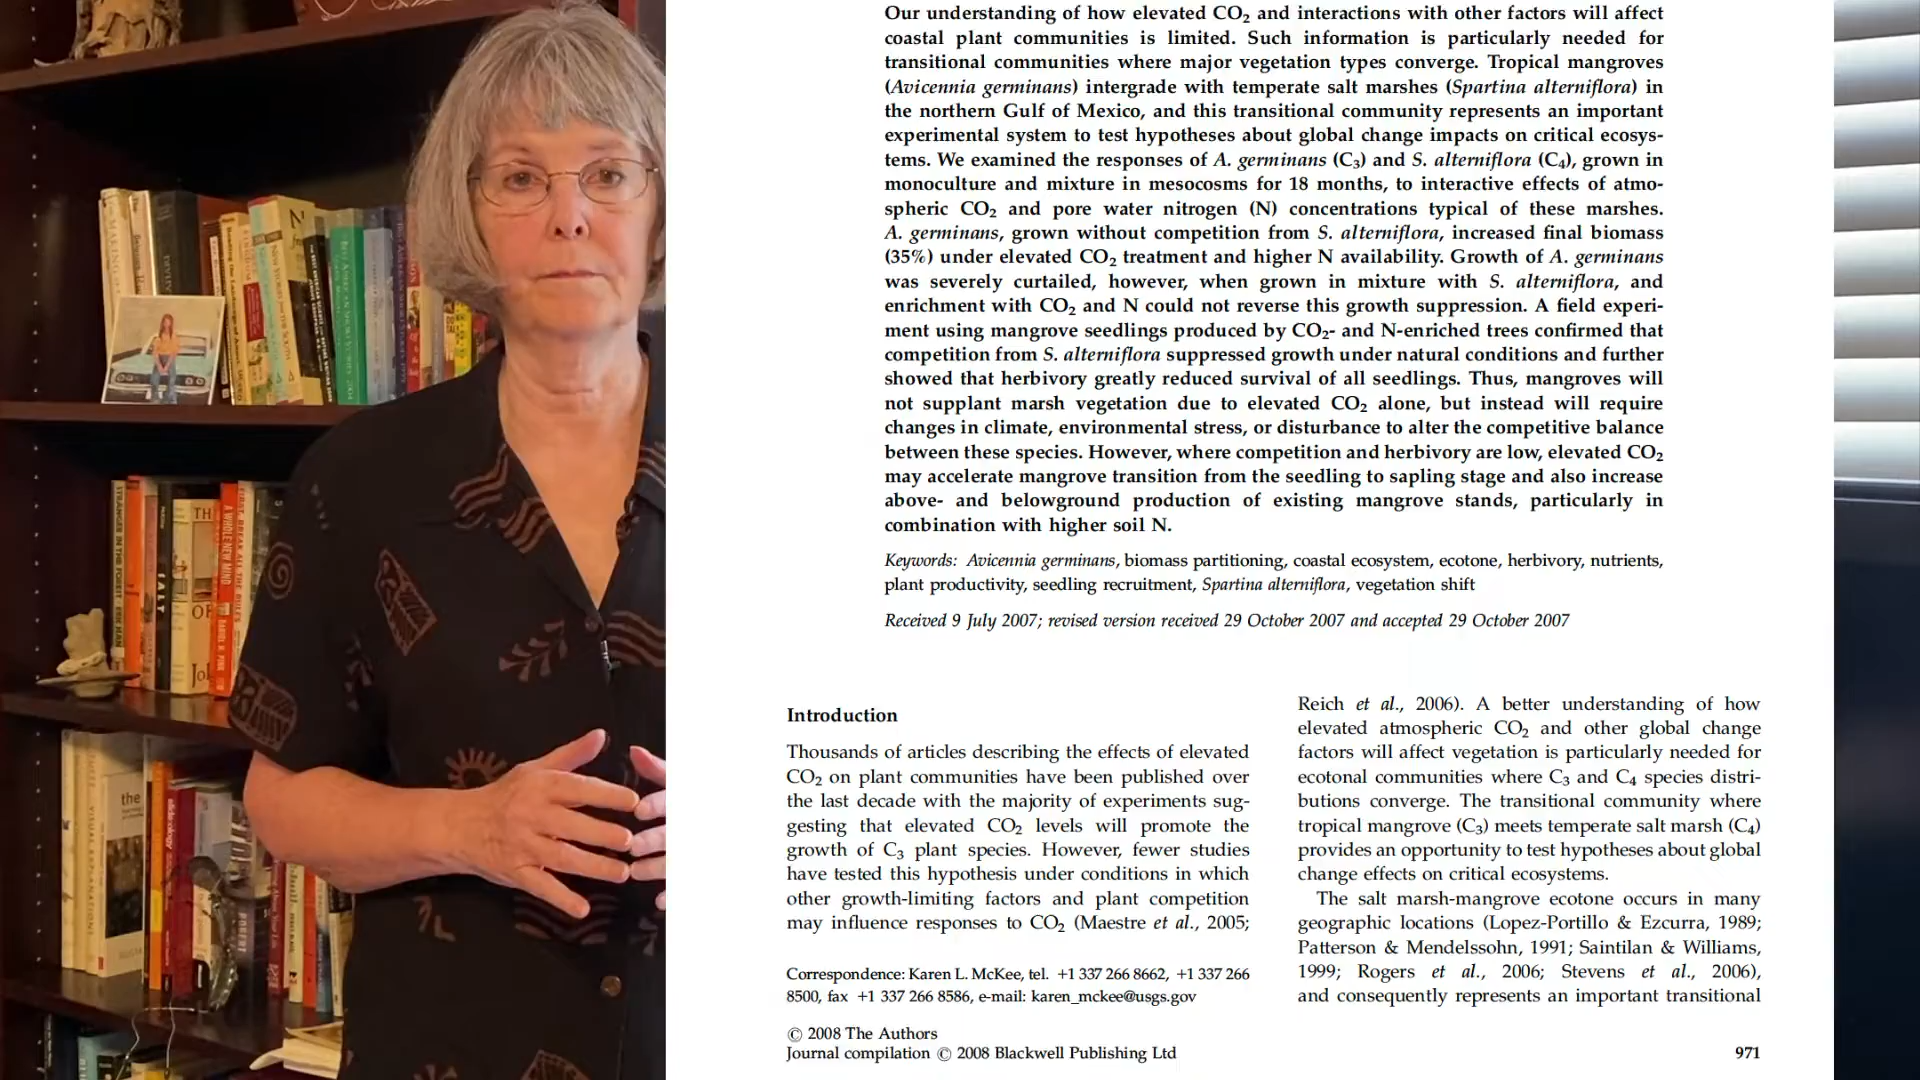 Our understanding of how elevated CO₂ and interactions with other factors will affect
coastal plant communities is limited. Such information is particularly needed for
transitional communities where major vegetation types converge. Tropical mangroves
(Avicennia germinans) intergrade with temperate salt marshes (Spartina alterniflora) in
the northern Gulf of Mexico, and this transitional community represents an important
experimental system to test hypotheses about global change impacts on critical ecosys-
tems. We examined the responses of A. germinans (C₃) and S. alterniflora (C₄), grown in
monoculture and mixture in mesocosms for 18 months, to interactive effects of atmo-
spheric CO₂ and pore water nitrogen (N) concentrations typical of these marshes.
A. germinans, grown without competition from S. alterniflora, increased final biomass
(35%) under elevated CO₂ treatment and higher N availability. Growth of A. germinans
was severely curtailed, however, when grown in mixture with S. alterniflora, and
enrichment with CO₂ and N could not reverse this growth suppression. A field experi-
ment using mangrove seedlings produced by CO₂- and N-enriched trees confirmed that
competition from S. alterniflora suppressed growth under natural conditions and further
showed that herbivory greatly reduced survival of all seedlings. Thus, mangroves will
not supplant marsh vegetation due to elevated CO₂ alone, but instead will require
changes in climate, environmental stress, or disturbance to alter the competitive balance
between these species. However, where competition and herbivory are low, elevated CO₂
may accelerate mangrove transition from the seedling to sapling stage and also increase
above- and belowground production of existing mangrove stands, particularly in
combination with higher soil N.
Keywords: Avicennia germinans, biomass partitioning, coastal ecosystem, ecotone, herbivory, nutrients,
plant productivity, seedling recruitment, Spartina alterniflora, vegetation shift
Received 9 July 2007; revised version received 29 October 2007 and accepted 29 October 2007
Introduction
Thousands of articles describing the effects of elevated
CO₂ on plant communities have been published over
the last decade with the majority of experiments sug-
gesting that elevated CO₂ levels will promote the
growth of C₃ plant species. However, fewer studies
have tested this hypothesis under conditions in which
other growth-limiting factors and plant competition
may influence responses to CO₂ (Maestre et al., 2005;
Correspondence: Karen L. McKee, tel. +1 337 266 8662, +1 337 266
8500, fax +1 337 266 8586, e-mail: karen_mckee@usgs.gov
© 2008 The Authors
Journal compilation © 2008 Blackwell Publishing Ltd
Reich et al., 2006). A better understanding of how
elevated atmospheric CO₂ and other global change
factors will affect vegetation is particularly needed for
ecotonal communities where C₃ and C₄ species distri-
butions converge. The transitional community where
tropical mangrove (C₃) meets temperate salt marsh (C₄)
provides an opportunity to test hypotheses about global
change effects on critical ecosystems.
The salt marsh-mangrove ecotone occurs in many
geographic locations (Lopez-Portillo & Ezcurra, 1989;
Patterson & Mendelssohn, 1991; Saintilan & Williams,
1999; Rogers et al., 2006; Stevens et al., 2006),
and consequently represents an important transitional
971
A WHOLE NEW MIND
SALT
the
VISUAL EXPLANATIONS